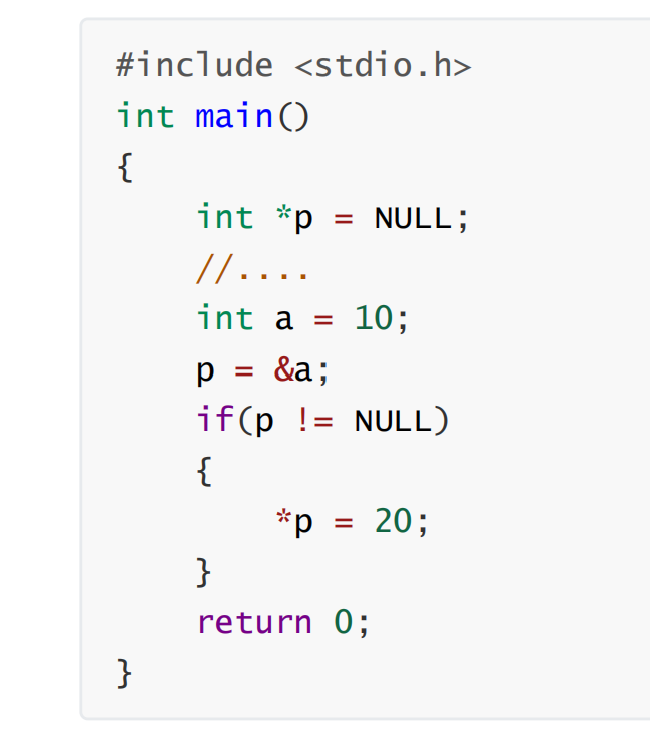 #include <stdio.h>
int main()
{
    int *p = NULL;
    //....
    int a = 10;
    p = &a;
    if(p != NULL)
    {
        *p = 20;
    }
    return 0;
}